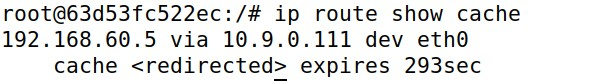 root@63d53fc522ec:/# ip route show cache
192.168.60.5 via 10.9.0.111 dev eth0
    cache <redirected> expires 293sec